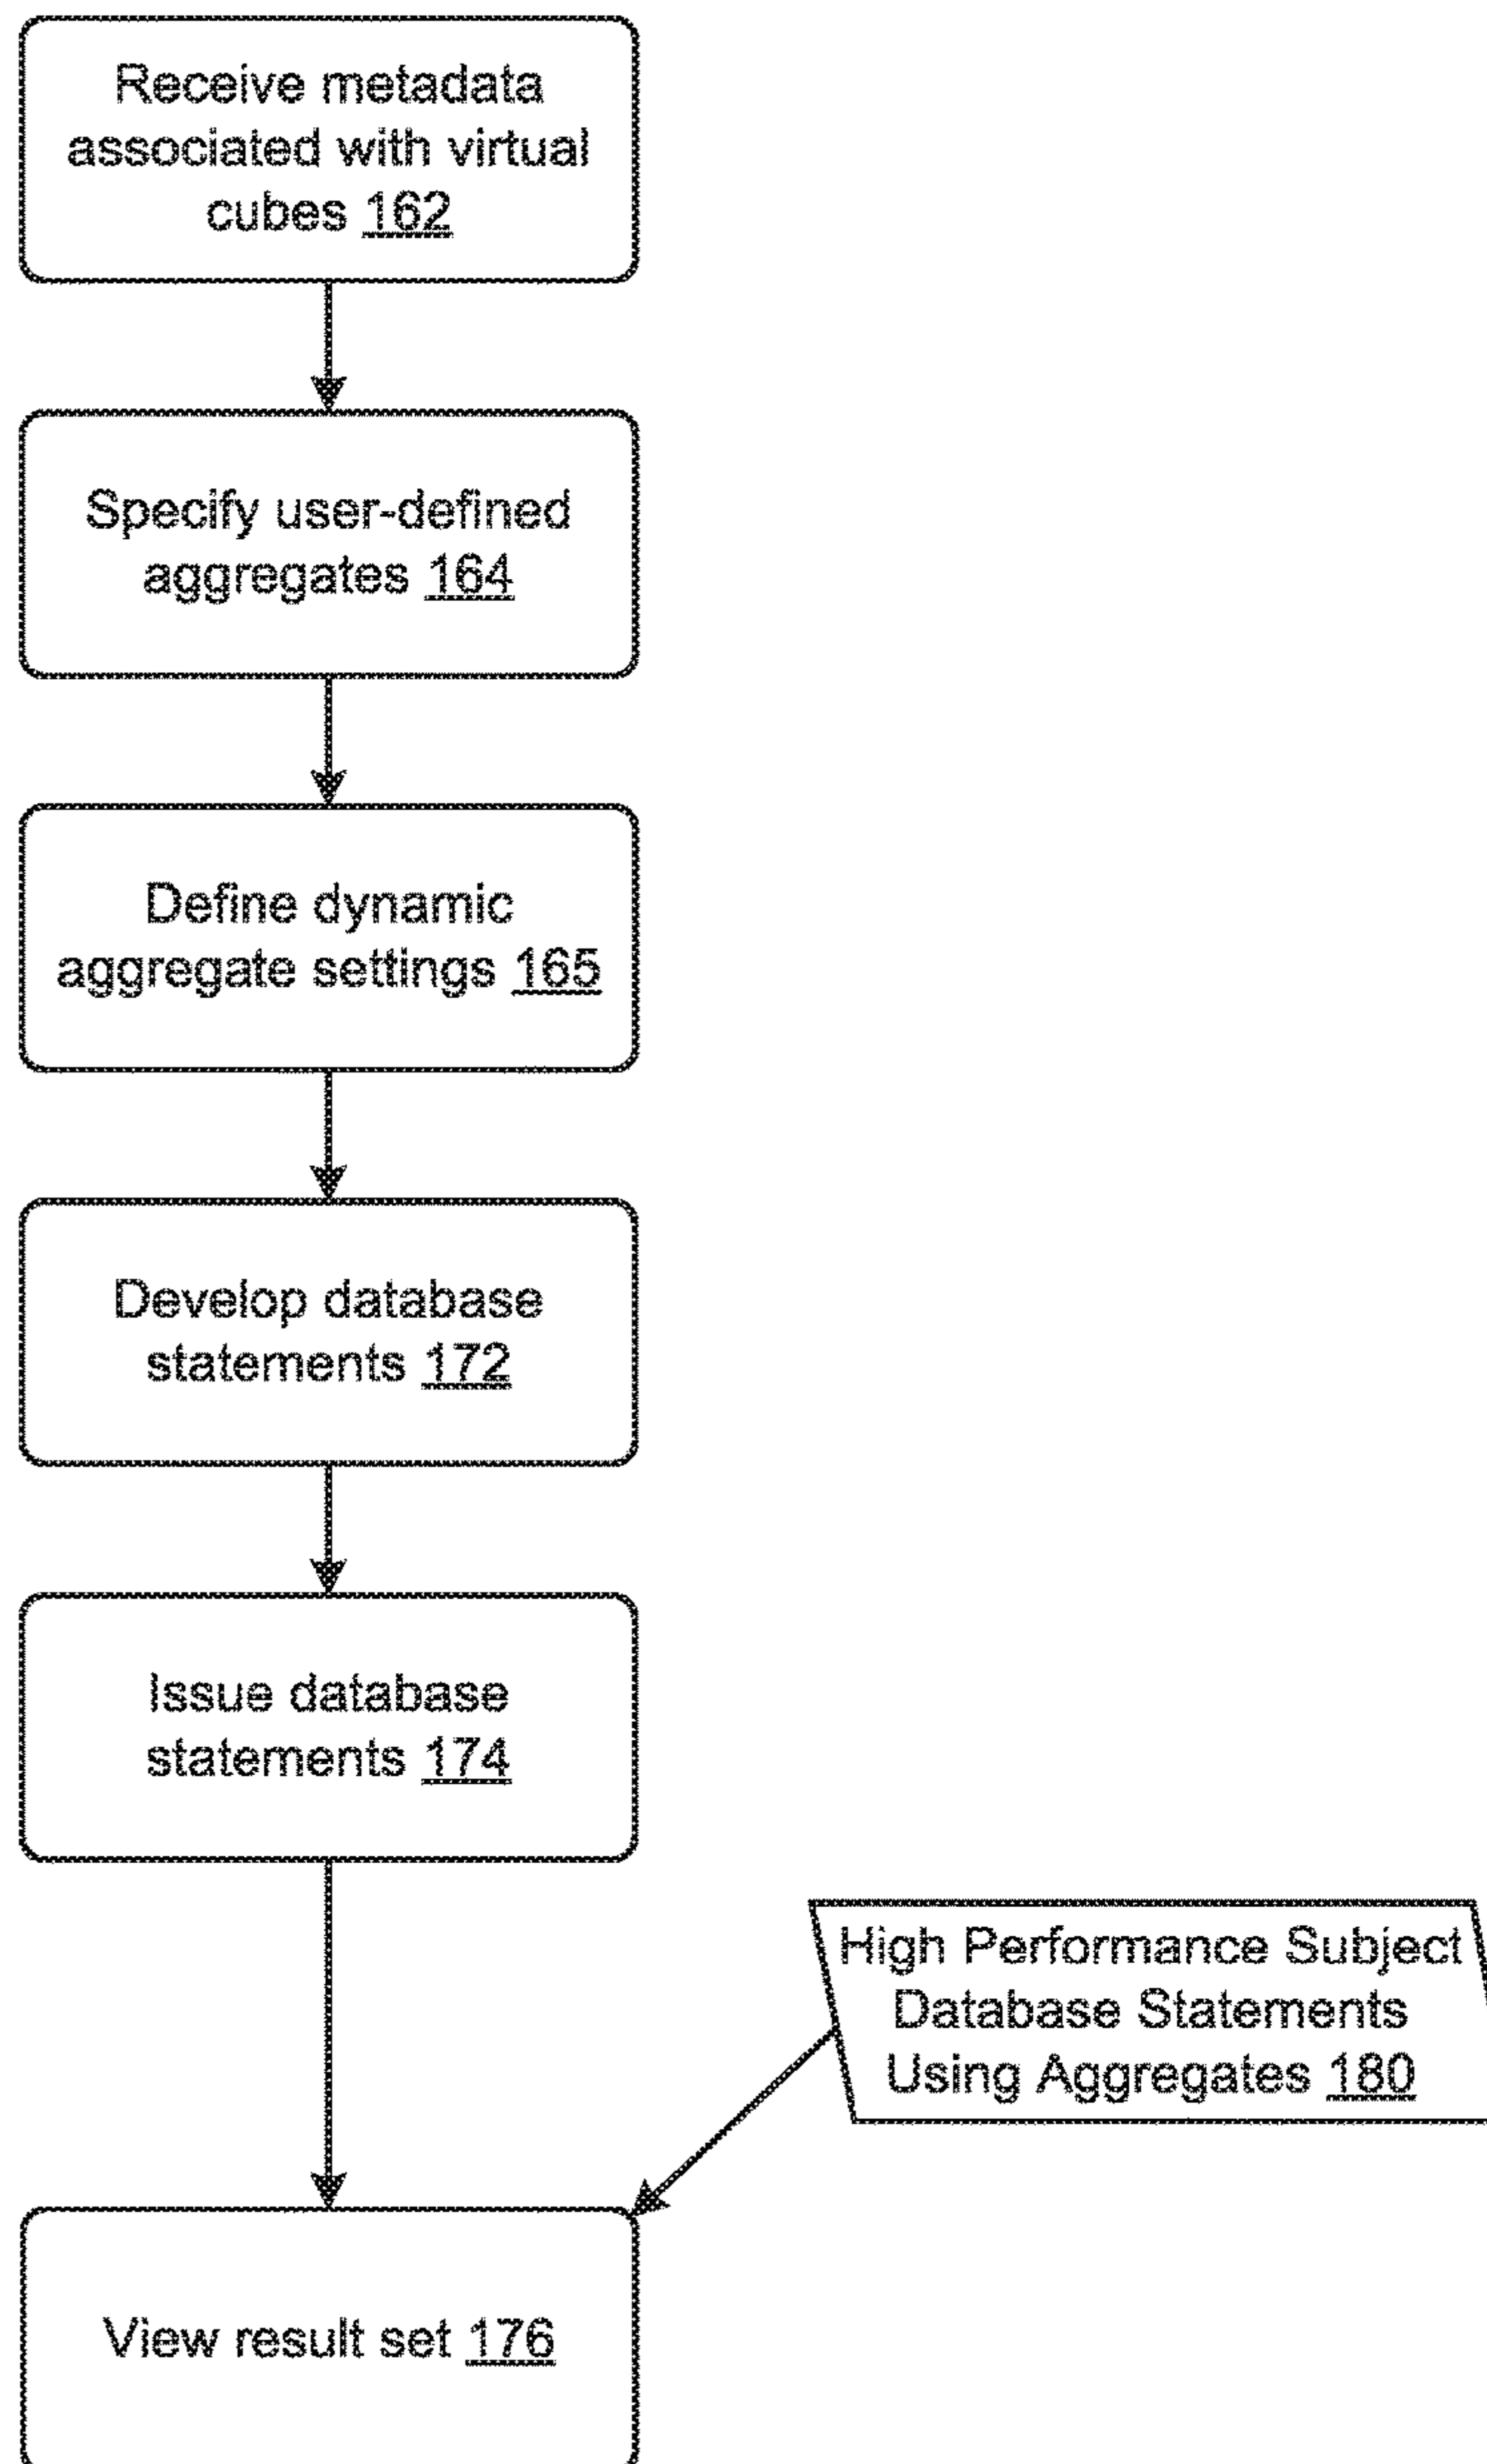 Receive metadata
associated with virtual
cubes 162
Specify user-defined
aggregates 164
Define dynamic
aggregate settings 165
Develop database
statements 172
Issue database
statements 174
High Performance Subject
Database Statements
Using Aggregates 180
View result set 176